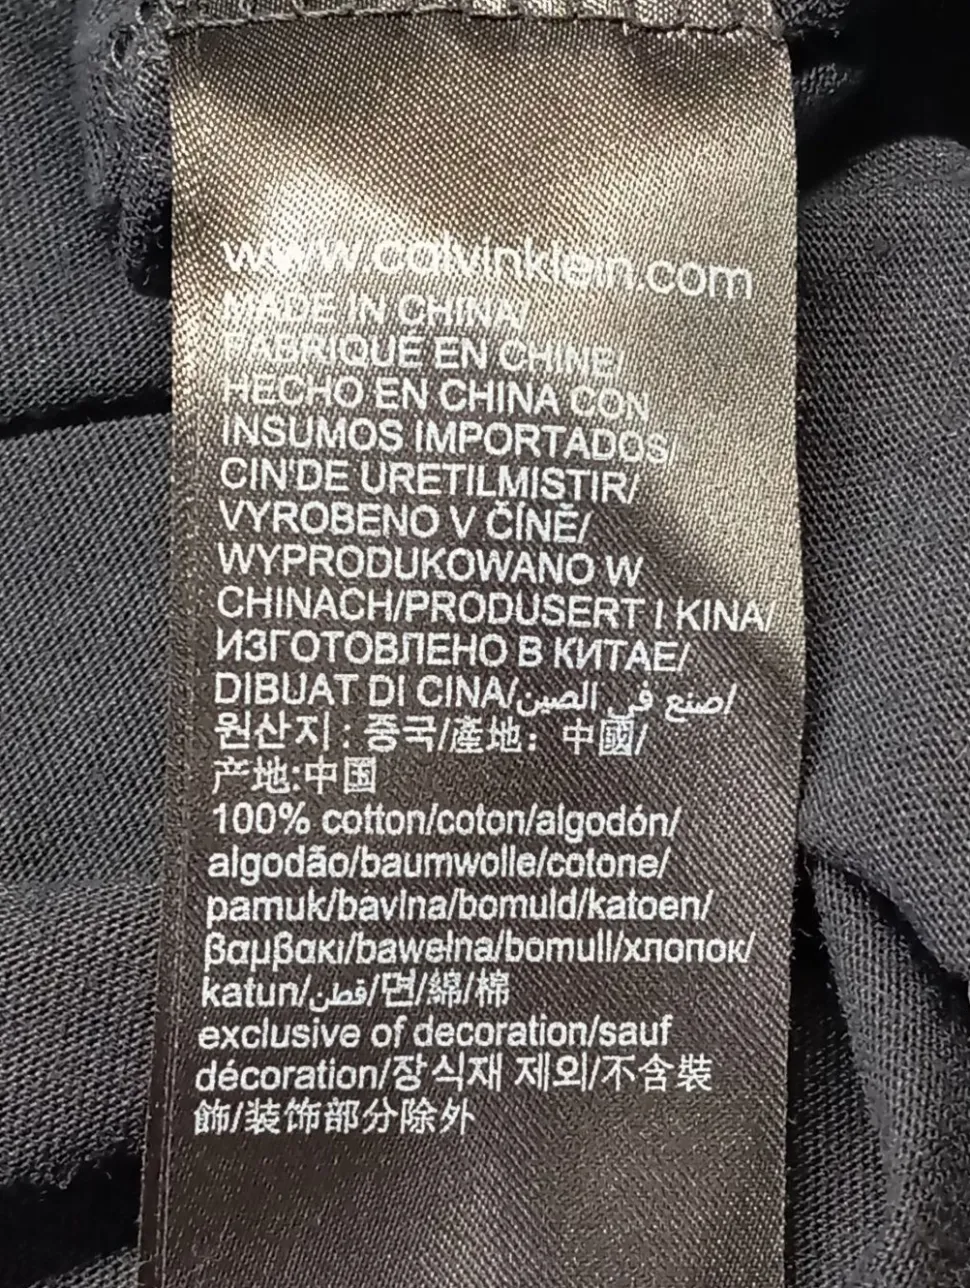 www.calvinklein.com
MADE IN CHINA/
FABRIQUÉ EN CHINE/
HECHO EN CHINA CON
INSUMOS IMPORTADOS/
CIN'DE URETILMISTIR/
VYROBENO V ČÍNĚ/
WYPRODUKOWANO W
CHINACH/PRODUSERT I KINA/
ИЗГОТОВЛЕНО В КИТАЕ/
DIBUAT DI CINA/صنع في الصين/
원산지 : 중국/產地： 中國/
产地:中国
100% cotton/coton/algodón/
algodão/baumwolle/cotone/
pamuk/bavlna/bomuld/katoen/
βαμβακι/bawełna/bomull/хлопок/
katun/قطن/면/綿/棉
exclusive of decoration/sauf
décoration/장식재 제외/不含裝
飾/装饰部分除外